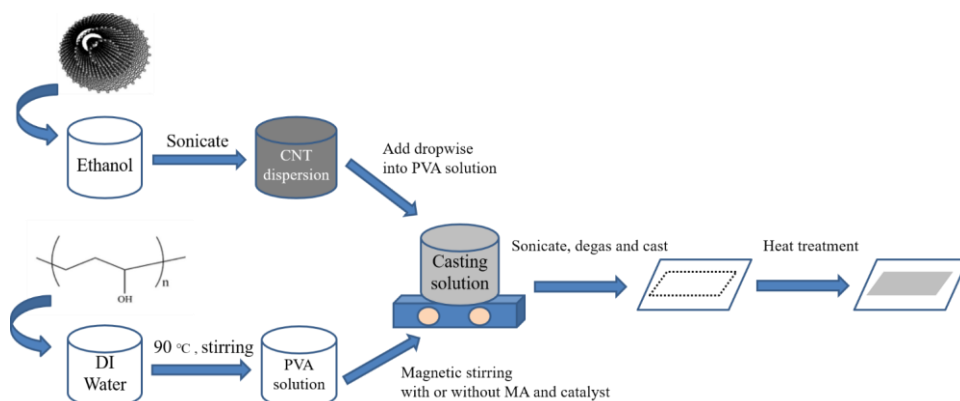 Ethanol
Sonicate
CNT
dispersion
Add dropwise
into PVA solution
OH
n
DI
Water
90 ℃ , stirring
PVA
solution
Casting
solution
Magnetic stirring
with or without MA and catalyst
Sonicate, degas and cast
Heat treatment